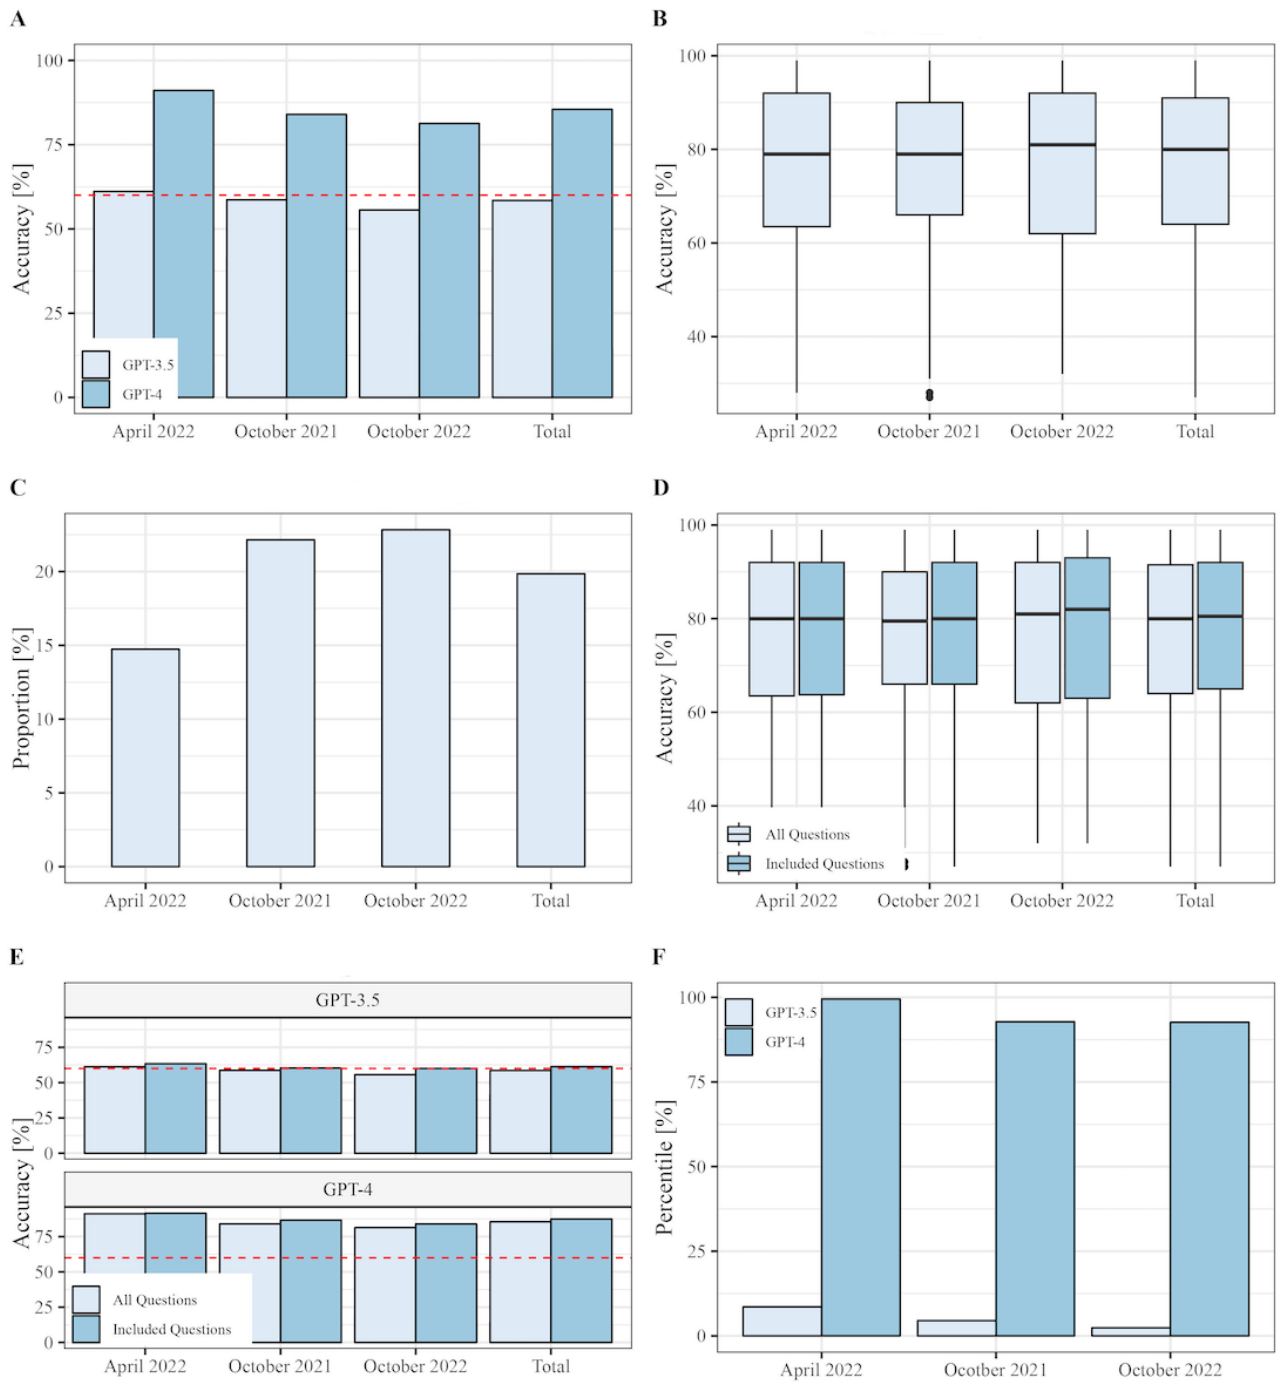 A
100
75
50
25
0
Accuracy [%]
GPT-3.5
GPT-4
April 2022
October 2021
October 2022
Total
B
100
80
60
40
Accuracy [%]
April 2022
October 2021
October 2022
Total
C
20
15
10
5
0
Proportion [%]
April 2022
October 2021
October 2022
Total
D
100
80
60
40
Accuracy [%]
All Questions
Included Questions
April 2022
October 2021
October 2022
Total
E
GPT-3.5
75
50
25
0
Accuracy [%]
GPT-4
75
50
25
0
Accuracy [%]
All Questions
Included Questions
April 2022
October 2021
October 2022
Total
F
100
75
50
25
0
Percentile [%]
GPT-3.5
GPT-4
April 2022
Ocotber 2021
October 2022